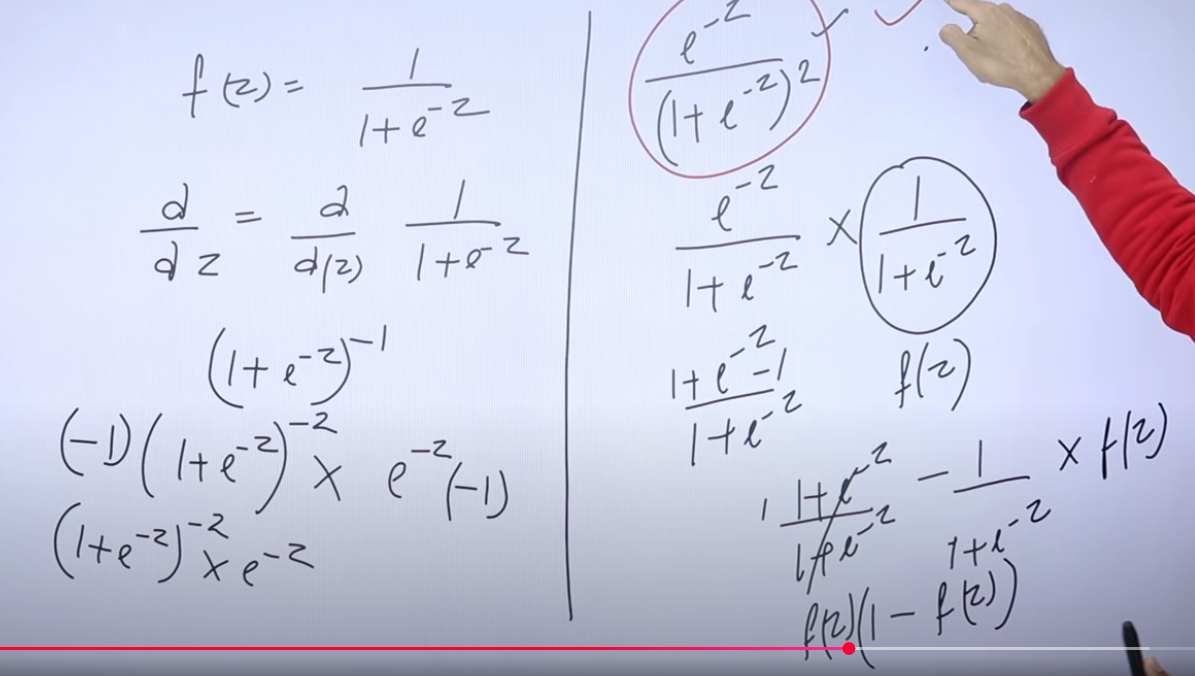 f(z) = 1/(1+e^-z)
d/dz = d/d(z) 1/(1+e^-z)
(1+e^-z)^-1
(-1)(1+e^-z)^-2 × e^-z(-1)
(1+e^-z)^-2 × e^-z
e^-z/(1+e^-z)^2
e^-z/(1+e^-z) × 1/(1+e^-z)
f(z)
(1+e^-z-1)/(1+e^-z)
1 (1+e^-z)/(1+e^-z) - 1/(1+e^-z) × f(z)
f(z)(1-f(z))